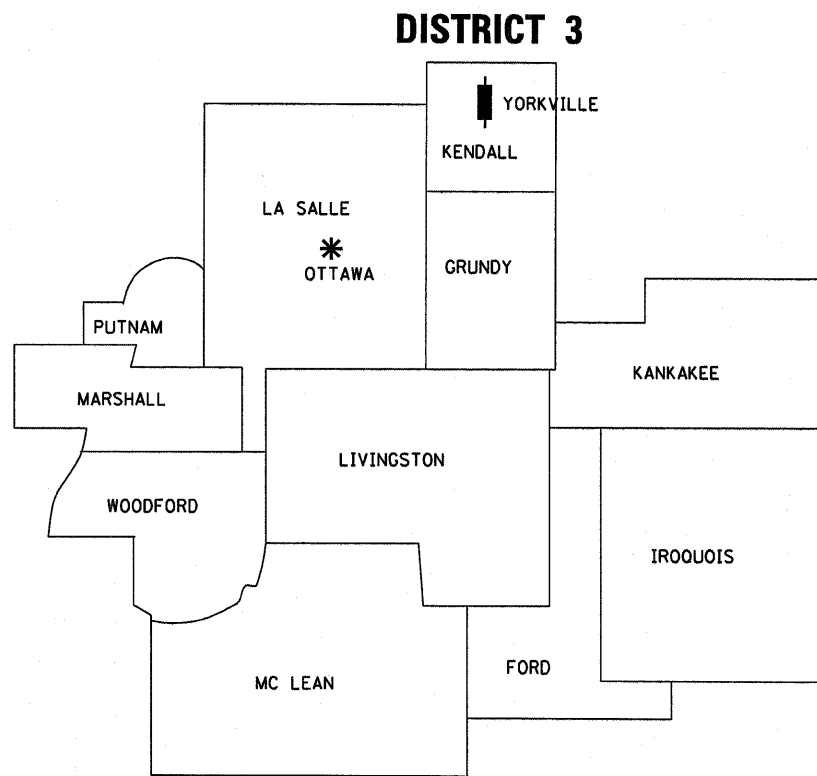 DISTRICT 3
YORKVILLE
KENDALL
LA SALLE
OTTAWA
GRUNDY
PUTNAM
KANKAKEE
MARSHALL
LIVINGSTON
WOODFORD
IROQUOIS
FORD
MC LEAN